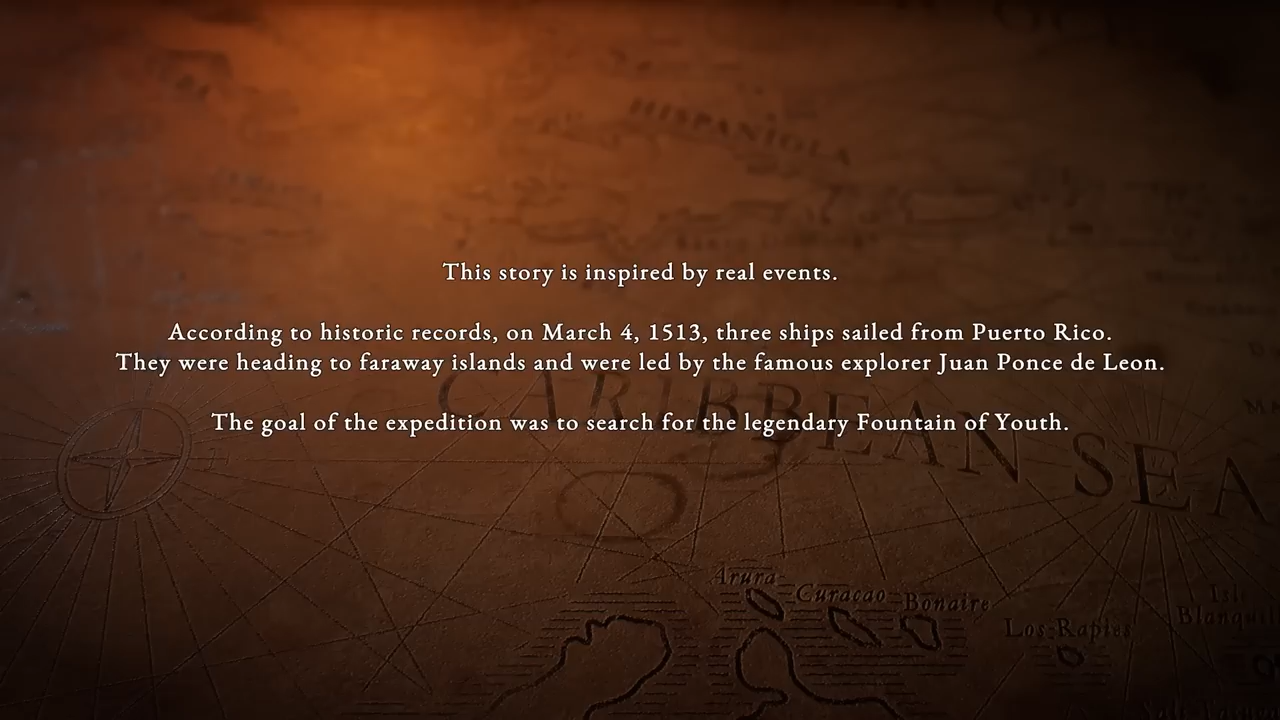 HISPANIOLA
This story is inspired by real events.
According to historic records, on March 4, 1513, three ships sailed from Puerto Rico.
They were heading to faraway islands and were led by the famous explorer Juan Ponce de Leon.
CARIBBEAN SEA
The goal of the expedition was to search for the legendary Fountain of Youth.
Arura
Curaçao
Bonaire
Los Rapies
Isle